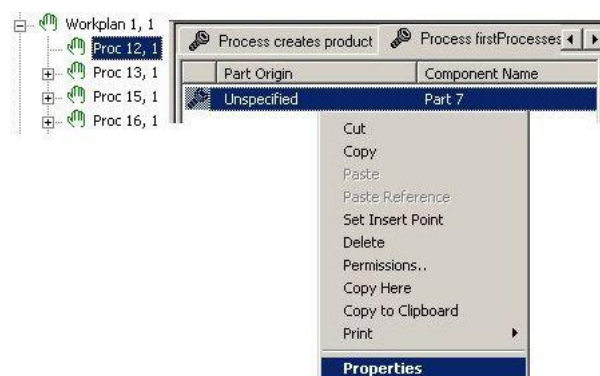 Workplan 1, 1
Proc 12, 1
Proc 13, 1
Proc 15, 1
Proc 16, 1
Process creates product
Process firstProcesses
Part Origin
Component Name
Unspecified
Part 7
Cut
Copy
Paste
Paste Reference
Set Insert Point
Delete
Permissions..
Copy Here
Copy to Clipboard
Print
Properties